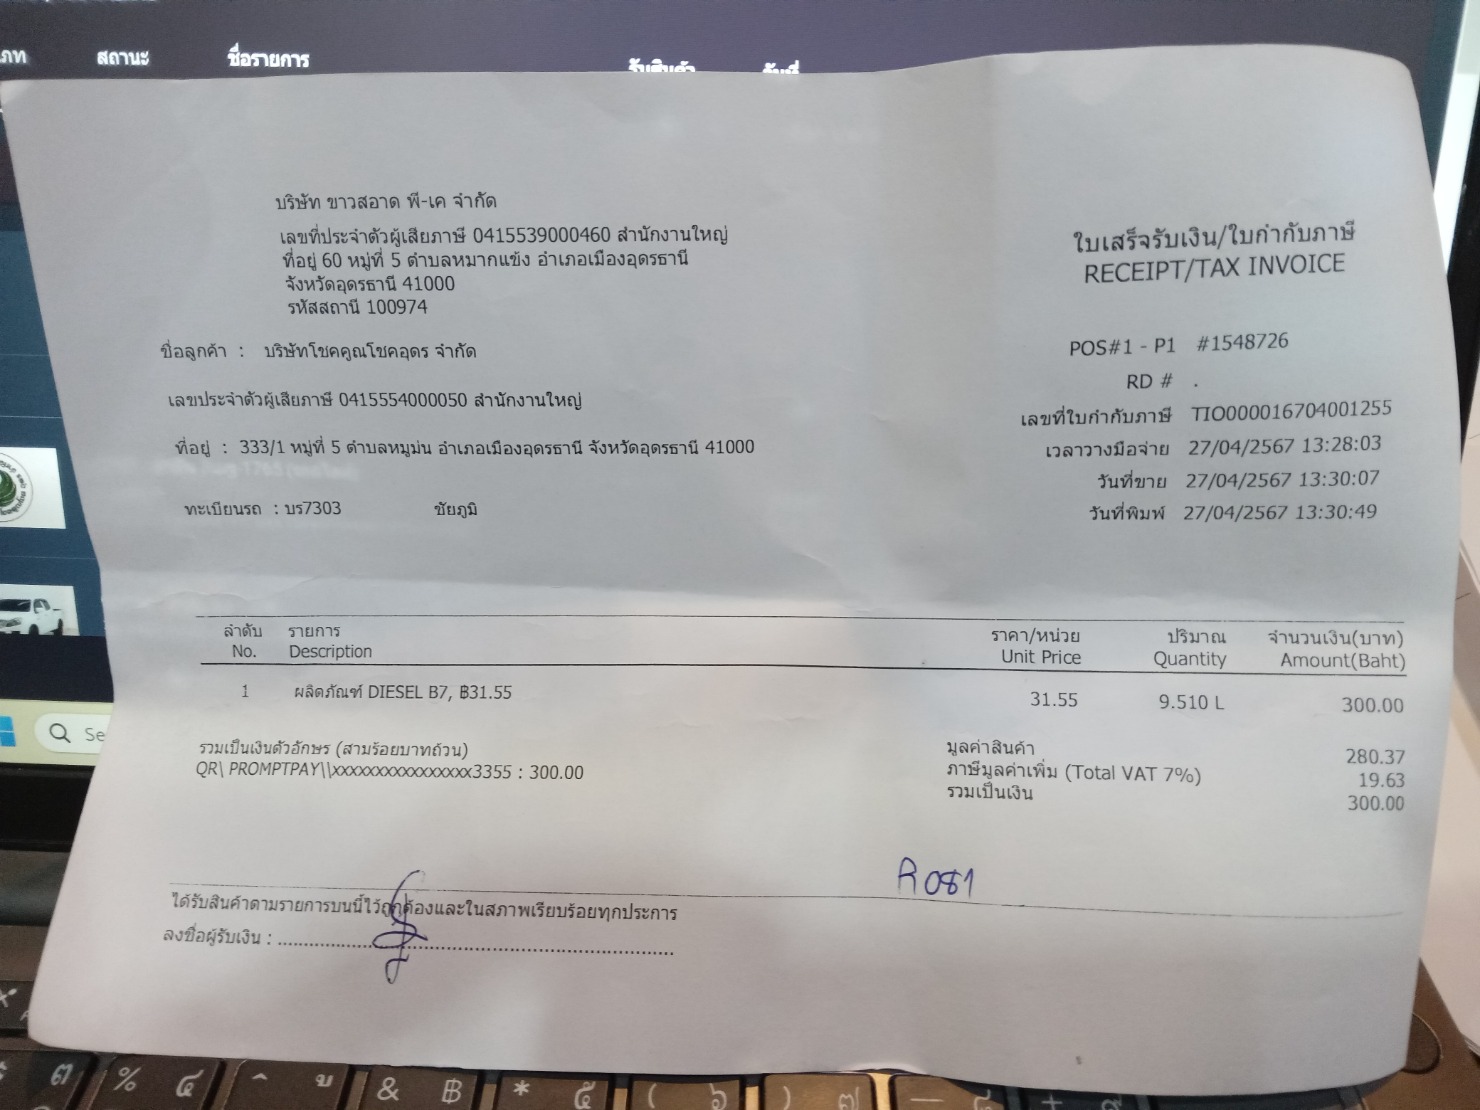 สถานะ
ชื่อรายการ
บริษัท ขาวสอาด พี-เค จำกัด
เลขที่ประจำตัวผู้เสียภาษี 0415539000460 สำนักงานใหญ่
ที่อยู่ 60 หมู่ที่ 5 ตำบลหมากแข้ง อำเภอเมืองอุดรธานี
จังหวัดอุดรธานี 41000
รหัสสถานี 100974
ใบเสร็จรับเงิน/ใบกำกับภาษี
RECEIPT/TAX INVOICE
ชื่อลูกค้า : บริษัทโชคคูณโชคอุดร จำกัด
เลขประจำตัวผู้เสียภาษี 0415554000050 สำนักงานใหญ่
ที่อยู่ : 333/1 หมู่ที่ 5 ตำบลหมูม่น อำเภอเมืองอุดรธานี จังหวัดอุดรธานี 41000
ทะเบียนรถ : บร7303 ชัยภูมิ
POS#1 - P1 #1548726
RD # .
เลขที่ใบกำกับภาษี TIO000016704001255
เวลาวางมือจ่าย 27/04/2567 13:28:03
วันที่ขาย 27/04/2567 13:30:07
วันที่พิมพ์ 27/04/2567 13:30:49
ลำดับ รายการ ราคา/หน่วย ปริมาณ จำนวนเงิน(บาท)
No. Description Unit Price Quantity Amount(Baht)
1 ผลิตภัณฑ์ DIESEL B7, ฿31.55 31.55 9.510 L 300.00
รวมเป็นเงินตัวอักษร (สามร้อยบาทถ้วน)
QR\ PROMPTPAY\\xxxxxxxxxxxxxxxx3355 : 300.00
มูลค่าสินค้า 280.37
ภาษีมูลค่าเพิ่ม (Total VAT 7%) 19.63
รวมเป็นเงิน 300.00
R081
ได้รับสินค้าตามรายการบนนี้ไว้ถูกต้องและในสภาพเรียบร้อยทุกประการ
ลงชื่อผู้รับเงิน :